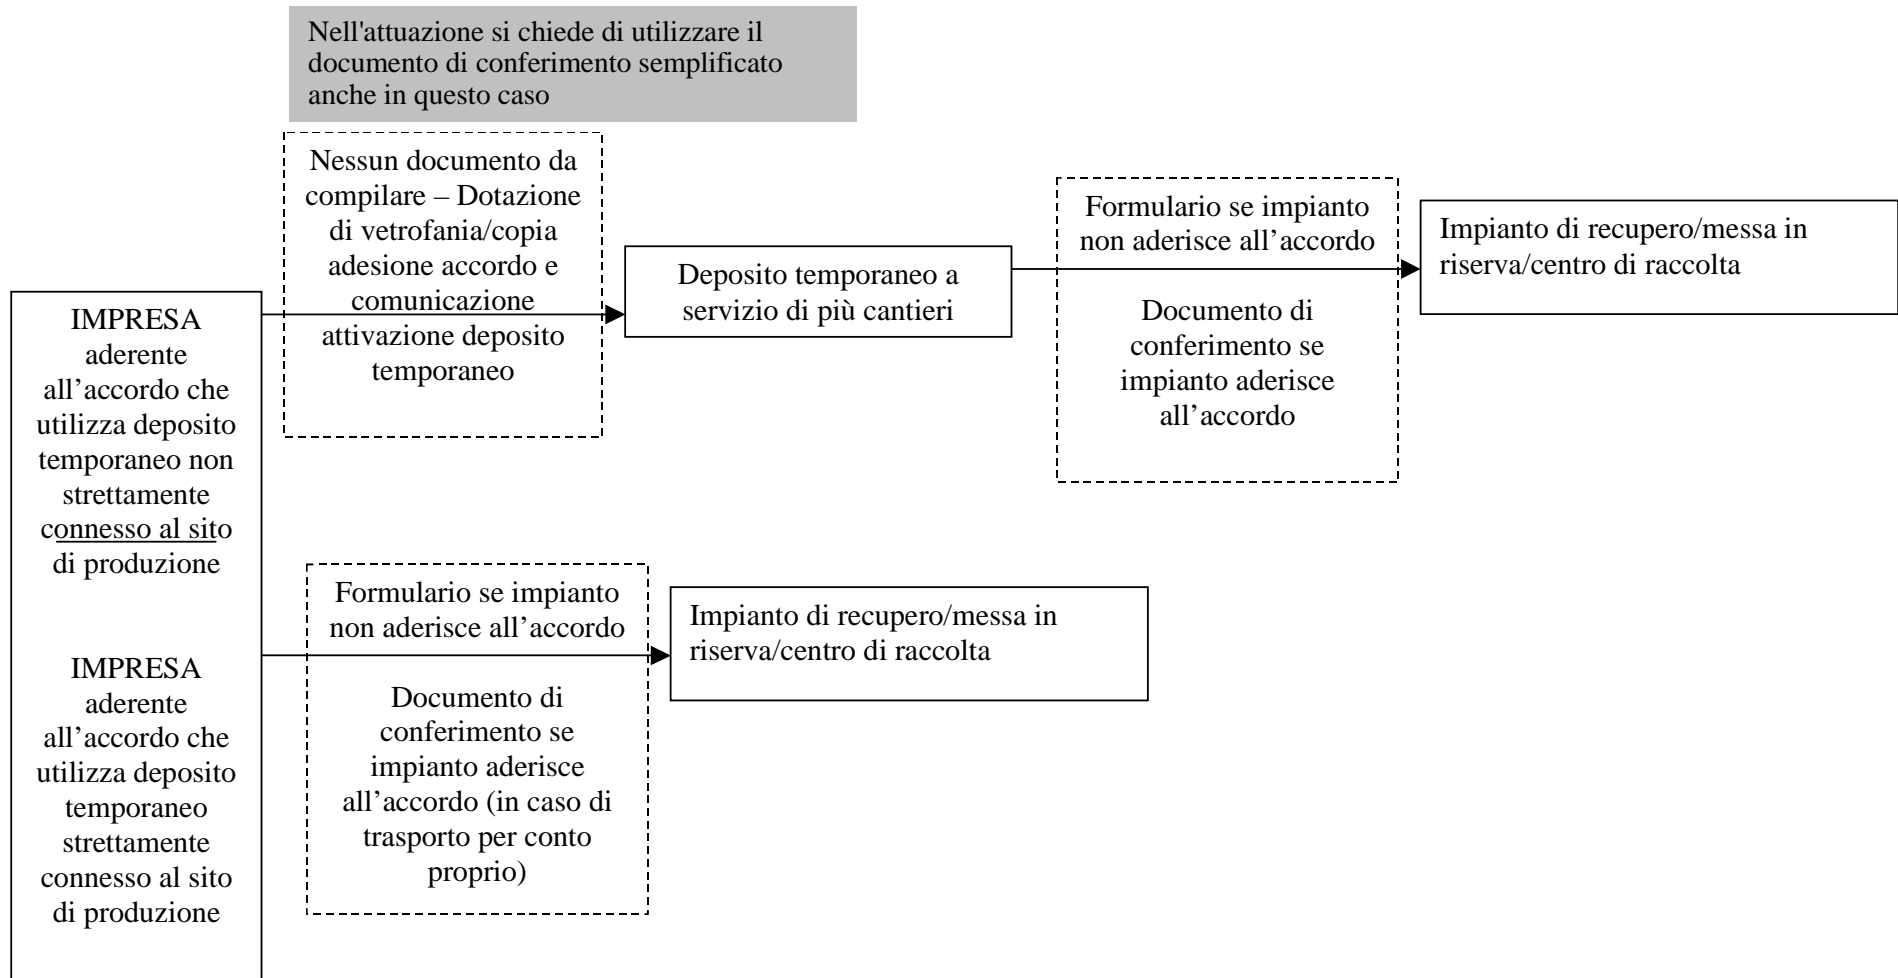 Nell'attuazione si chiede di utilizzare il
documento di conferimento semplificato
anche in questo caso
Nessun documento da
compilare – Dotazione
di vetrofania/copia
adesione accordo e
comunicazione
attivazione deposito
temporaneo
Deposito temporaneo a
servizio di più cantieri
Formulario se impianto
non aderisce all’accordo
Documento di
conferimento se
impianto aderisce
all’accordo
Impianto di recupero/messa in
riserva/centro di raccolta
IMPRESA
aderente
all’accordo che
utilizza deposito
temporaneo non
strettamente
connesso al sito
di produzione
Formulario se impianto
non aderisce all’accordo
Documento di
conferimento se
impianto aderisce
all’accordo (in caso di
trasporto per conto
proprio)
Impianto di recupero/messa in
riserva/centro di raccolta
IMPRESA
aderente
all’accordo che
utilizza deposito
temporaneo
strettamente
connesso al sito
di produzione